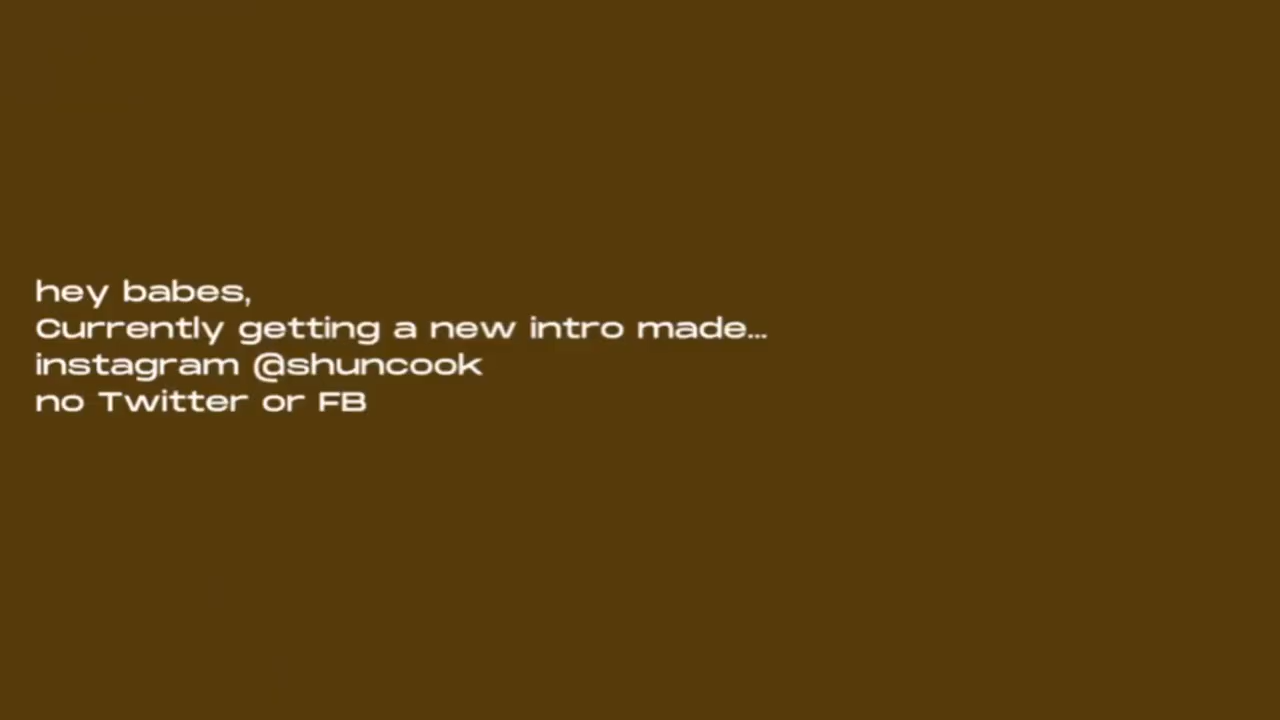 hey babes,
Currently getting a new intro made...
instagram @shuncook
no Twitter or FB